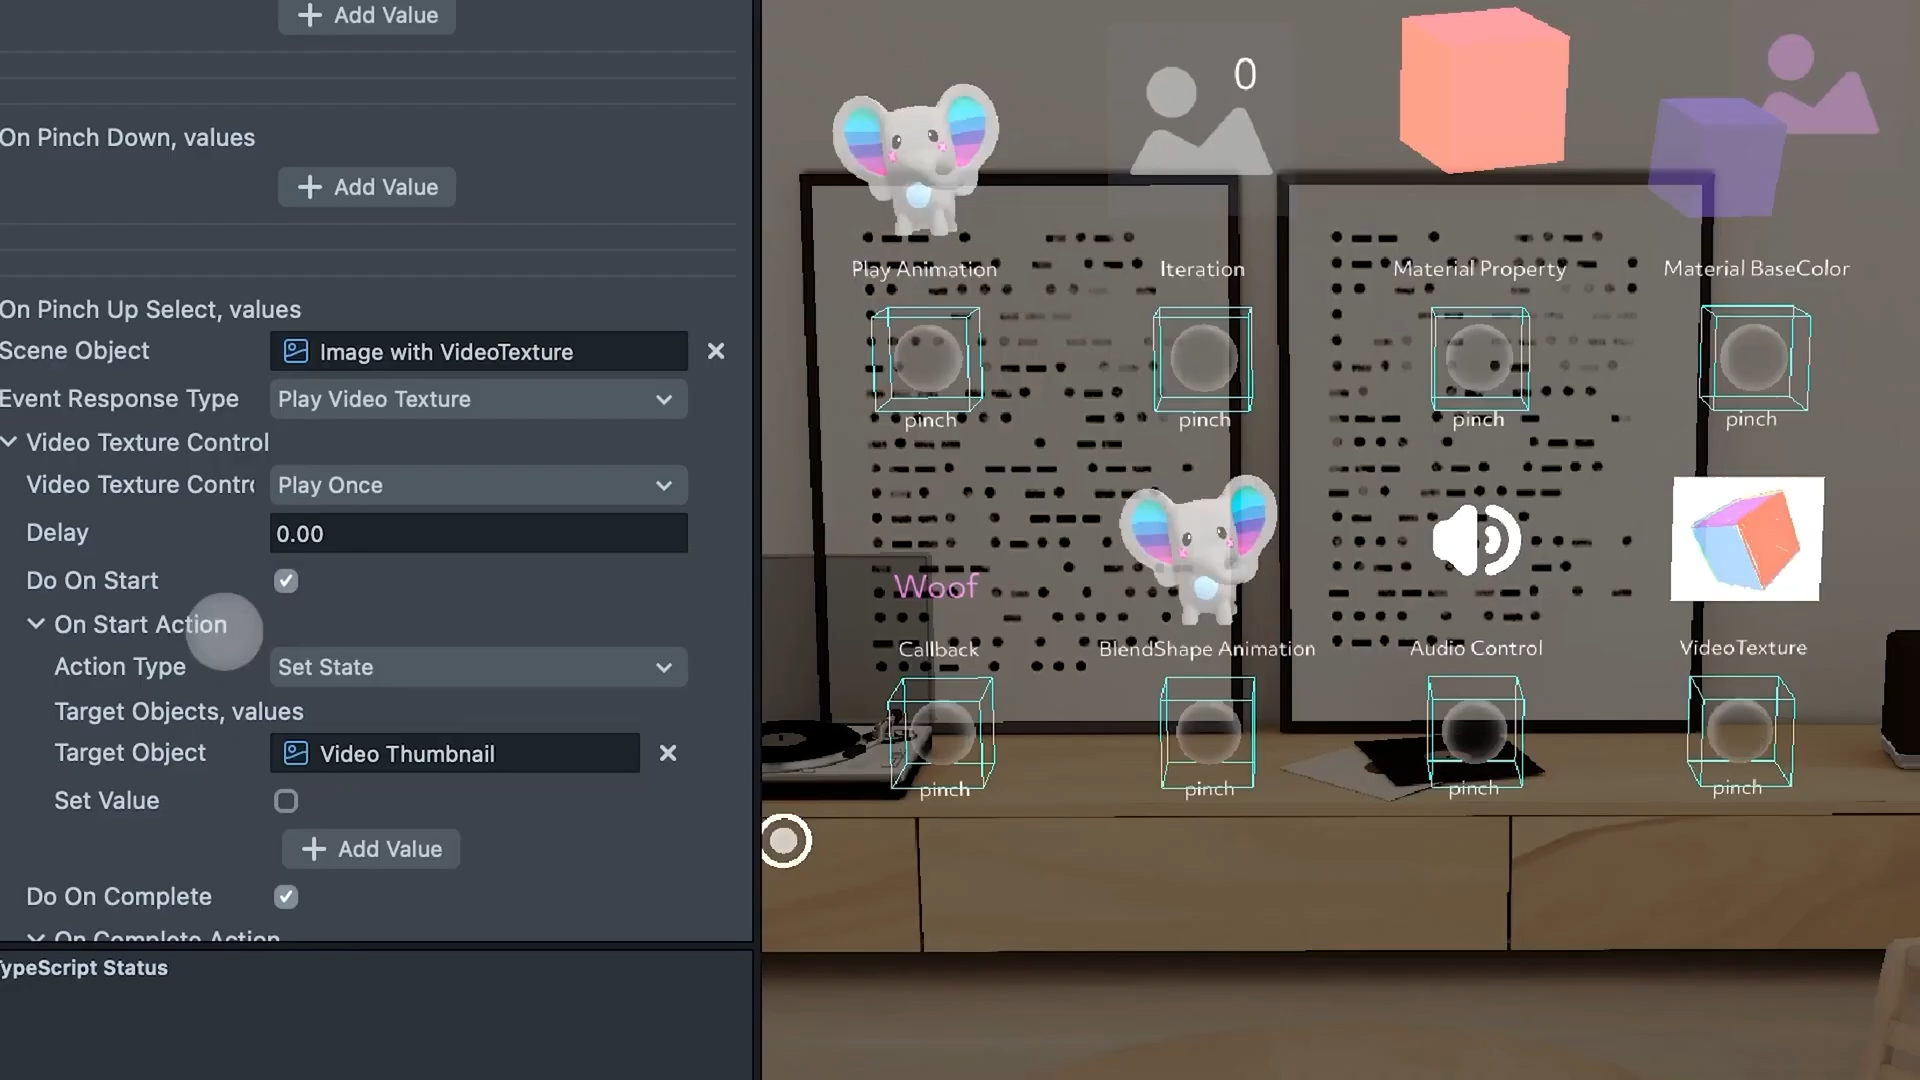 Add Value
On Pinch Down, values
Add Value
On Pinch Up Select, values
Scene Object
Image with VideoTexture
Event Response Type
Play Video Texture
Video Texture Control
Video Texture Contr
Play Once
Delay
0.00
Do On Start
On Start Action
Action Type
Set State
Target Objects, values
Target Object
Video Thumbnail
Set Value
Add Value
Do On Complete
On Complete Action
TypeScript Status
0
Play Animation
Iteration
Material Property
Material BaseColor
pinch
pinch
pinch
pinch
Woof
Callback
BlendShape Animation
Audio Control
VideoTexture
pinch
pinch
pinch
pinch